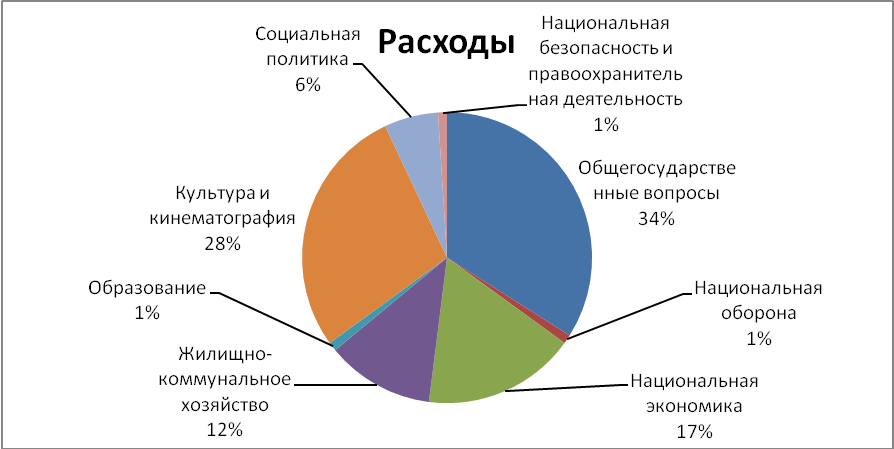 Расходы
Национальная
безопасность и
правоохранитель
ная деятельность
1%
Общегосударстве
нные вопросы
34%
Национальная
оборона
1%
Национальная
экономика
17%
Жилищно-
коммунальное
хозяйство
12%
Образование
1%
Культура и
кинематография
28%
Социальная
политика
6%